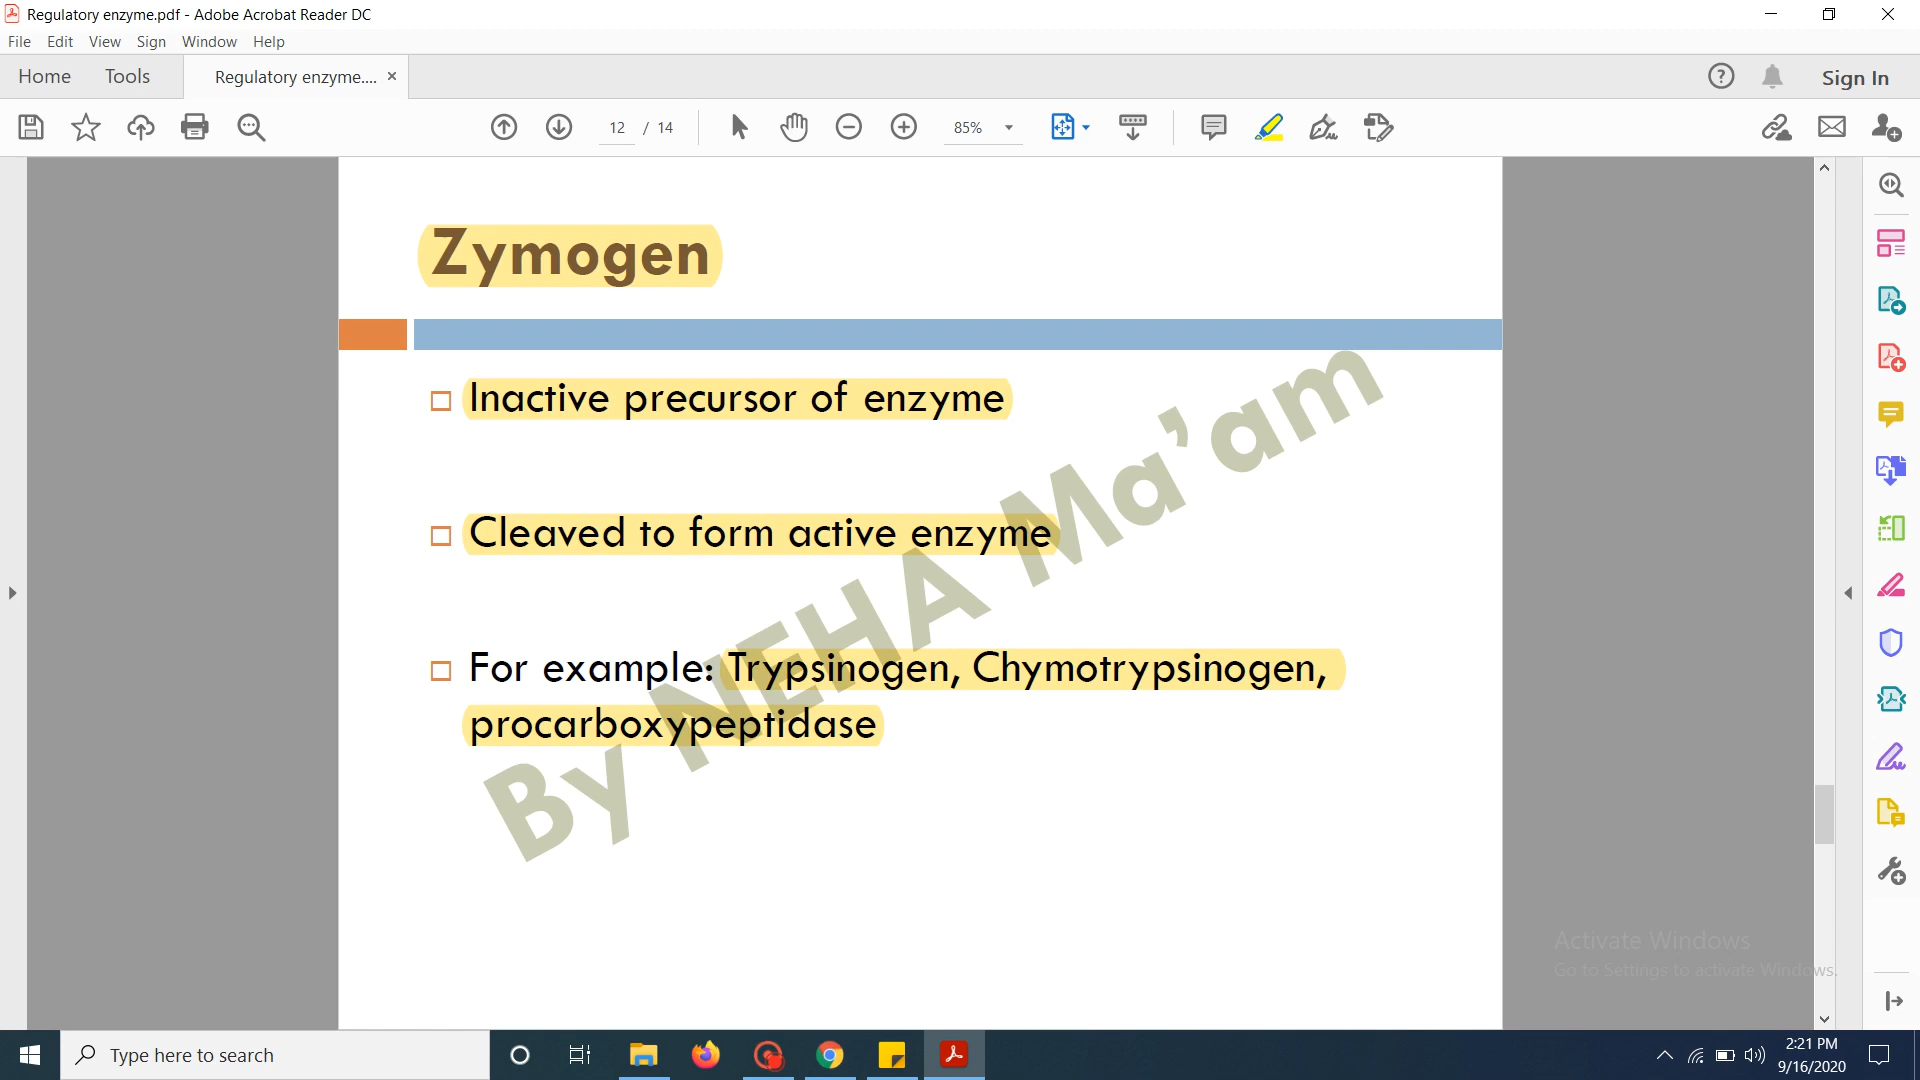 Regulatory enzyme.pdf - Adobe Acrobat Reader DC
File Edit View Sign Window Help
Home Tools Regulatory enzyme.... × Sign In
12 / 14 85%
Zymogen
Inactive precursor of enzyme
Cleaved to form active enzyme
For example: Trypsinogen, Chymotrypsinogen,
procarboxypeptidase
By NEHA Ma’am
Activate Windows
Go to Settings to activate Windows.
Type here to search
2:21 PM
9/16/2020